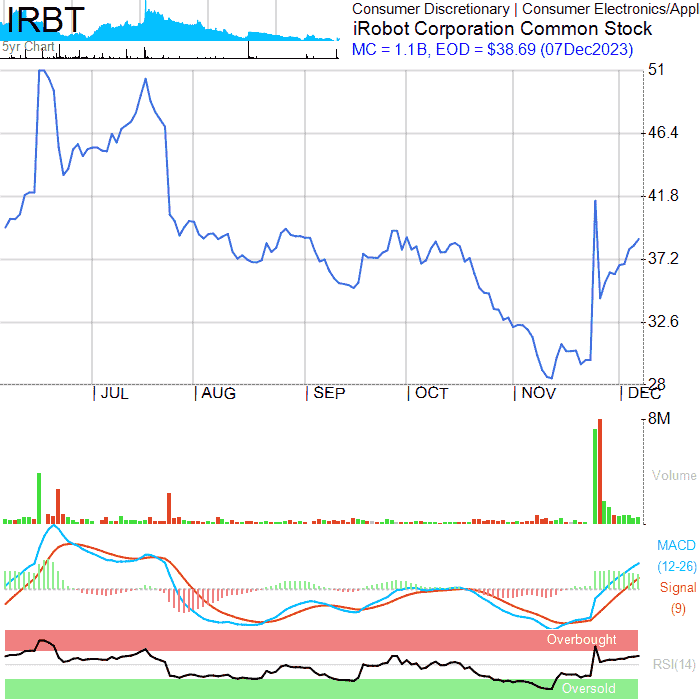 IRBT
5yr Chart
Consumer Discretionary | Consumer Electronics/Appl
iRobot Corporation Common Stock
MC = 1.1B, EOD = $38.69 (07Dec2023)
51
46.4
41.8
37.2
32.6
28
JUL
AUG
SEP
OCT
NOV
DEC
8M
Volume
MACD
(12-26)
Signal
(9)
Overbought
RSI(14)
Oversold